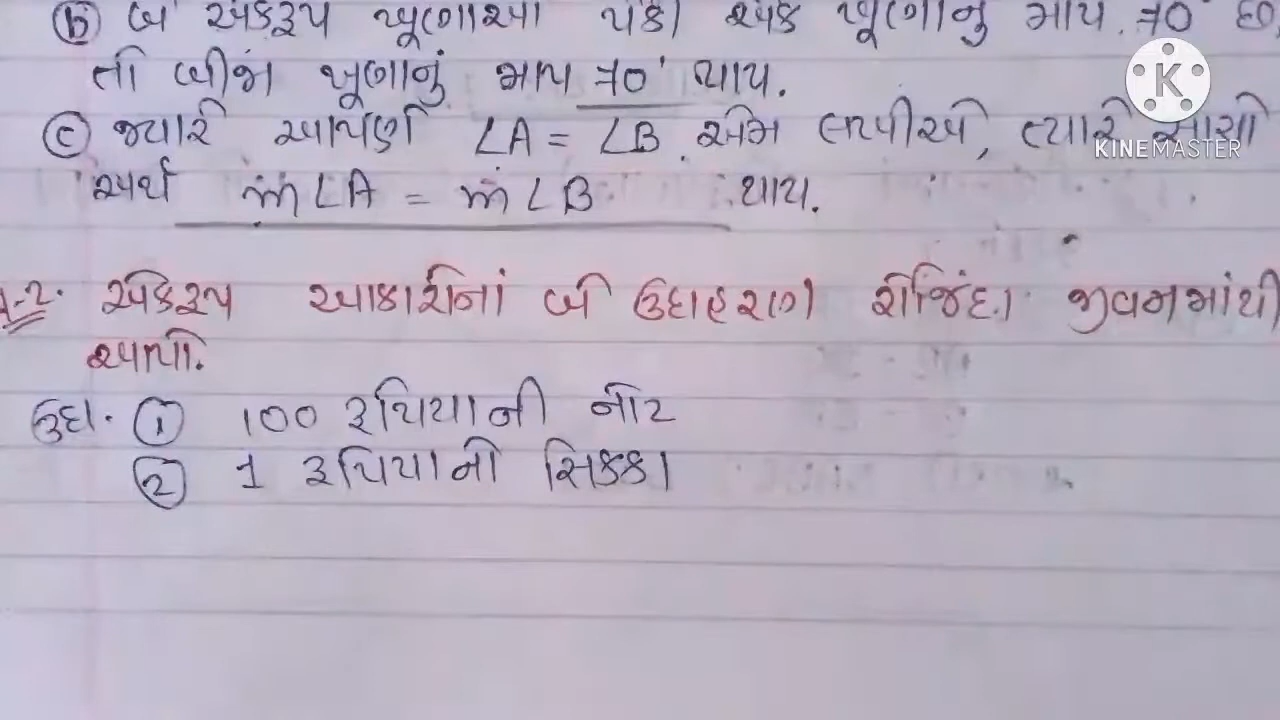 (b) બે એકરૂપ ખૂણાઓ પૈકી એક ખૂણાનું માપ 70° છે,
તો બીજા ખૂણાનું માપ 70° થાય.
(c) જ્યારે આપણે ∠A = ∠B એમ લખીએ, ત્યારે તેનો
અર્થ m∠A = m∠B થાય.
2. એકરૂપ આકારોનાં બે ઉદાહરણો રોજિંદા જીવનમાંથી
આપો.
ઉદા. (1) 100 રૂપિયાની નોટ
(2) 1 રૂપિયાનો સિક્કો
K
KINEMASTER